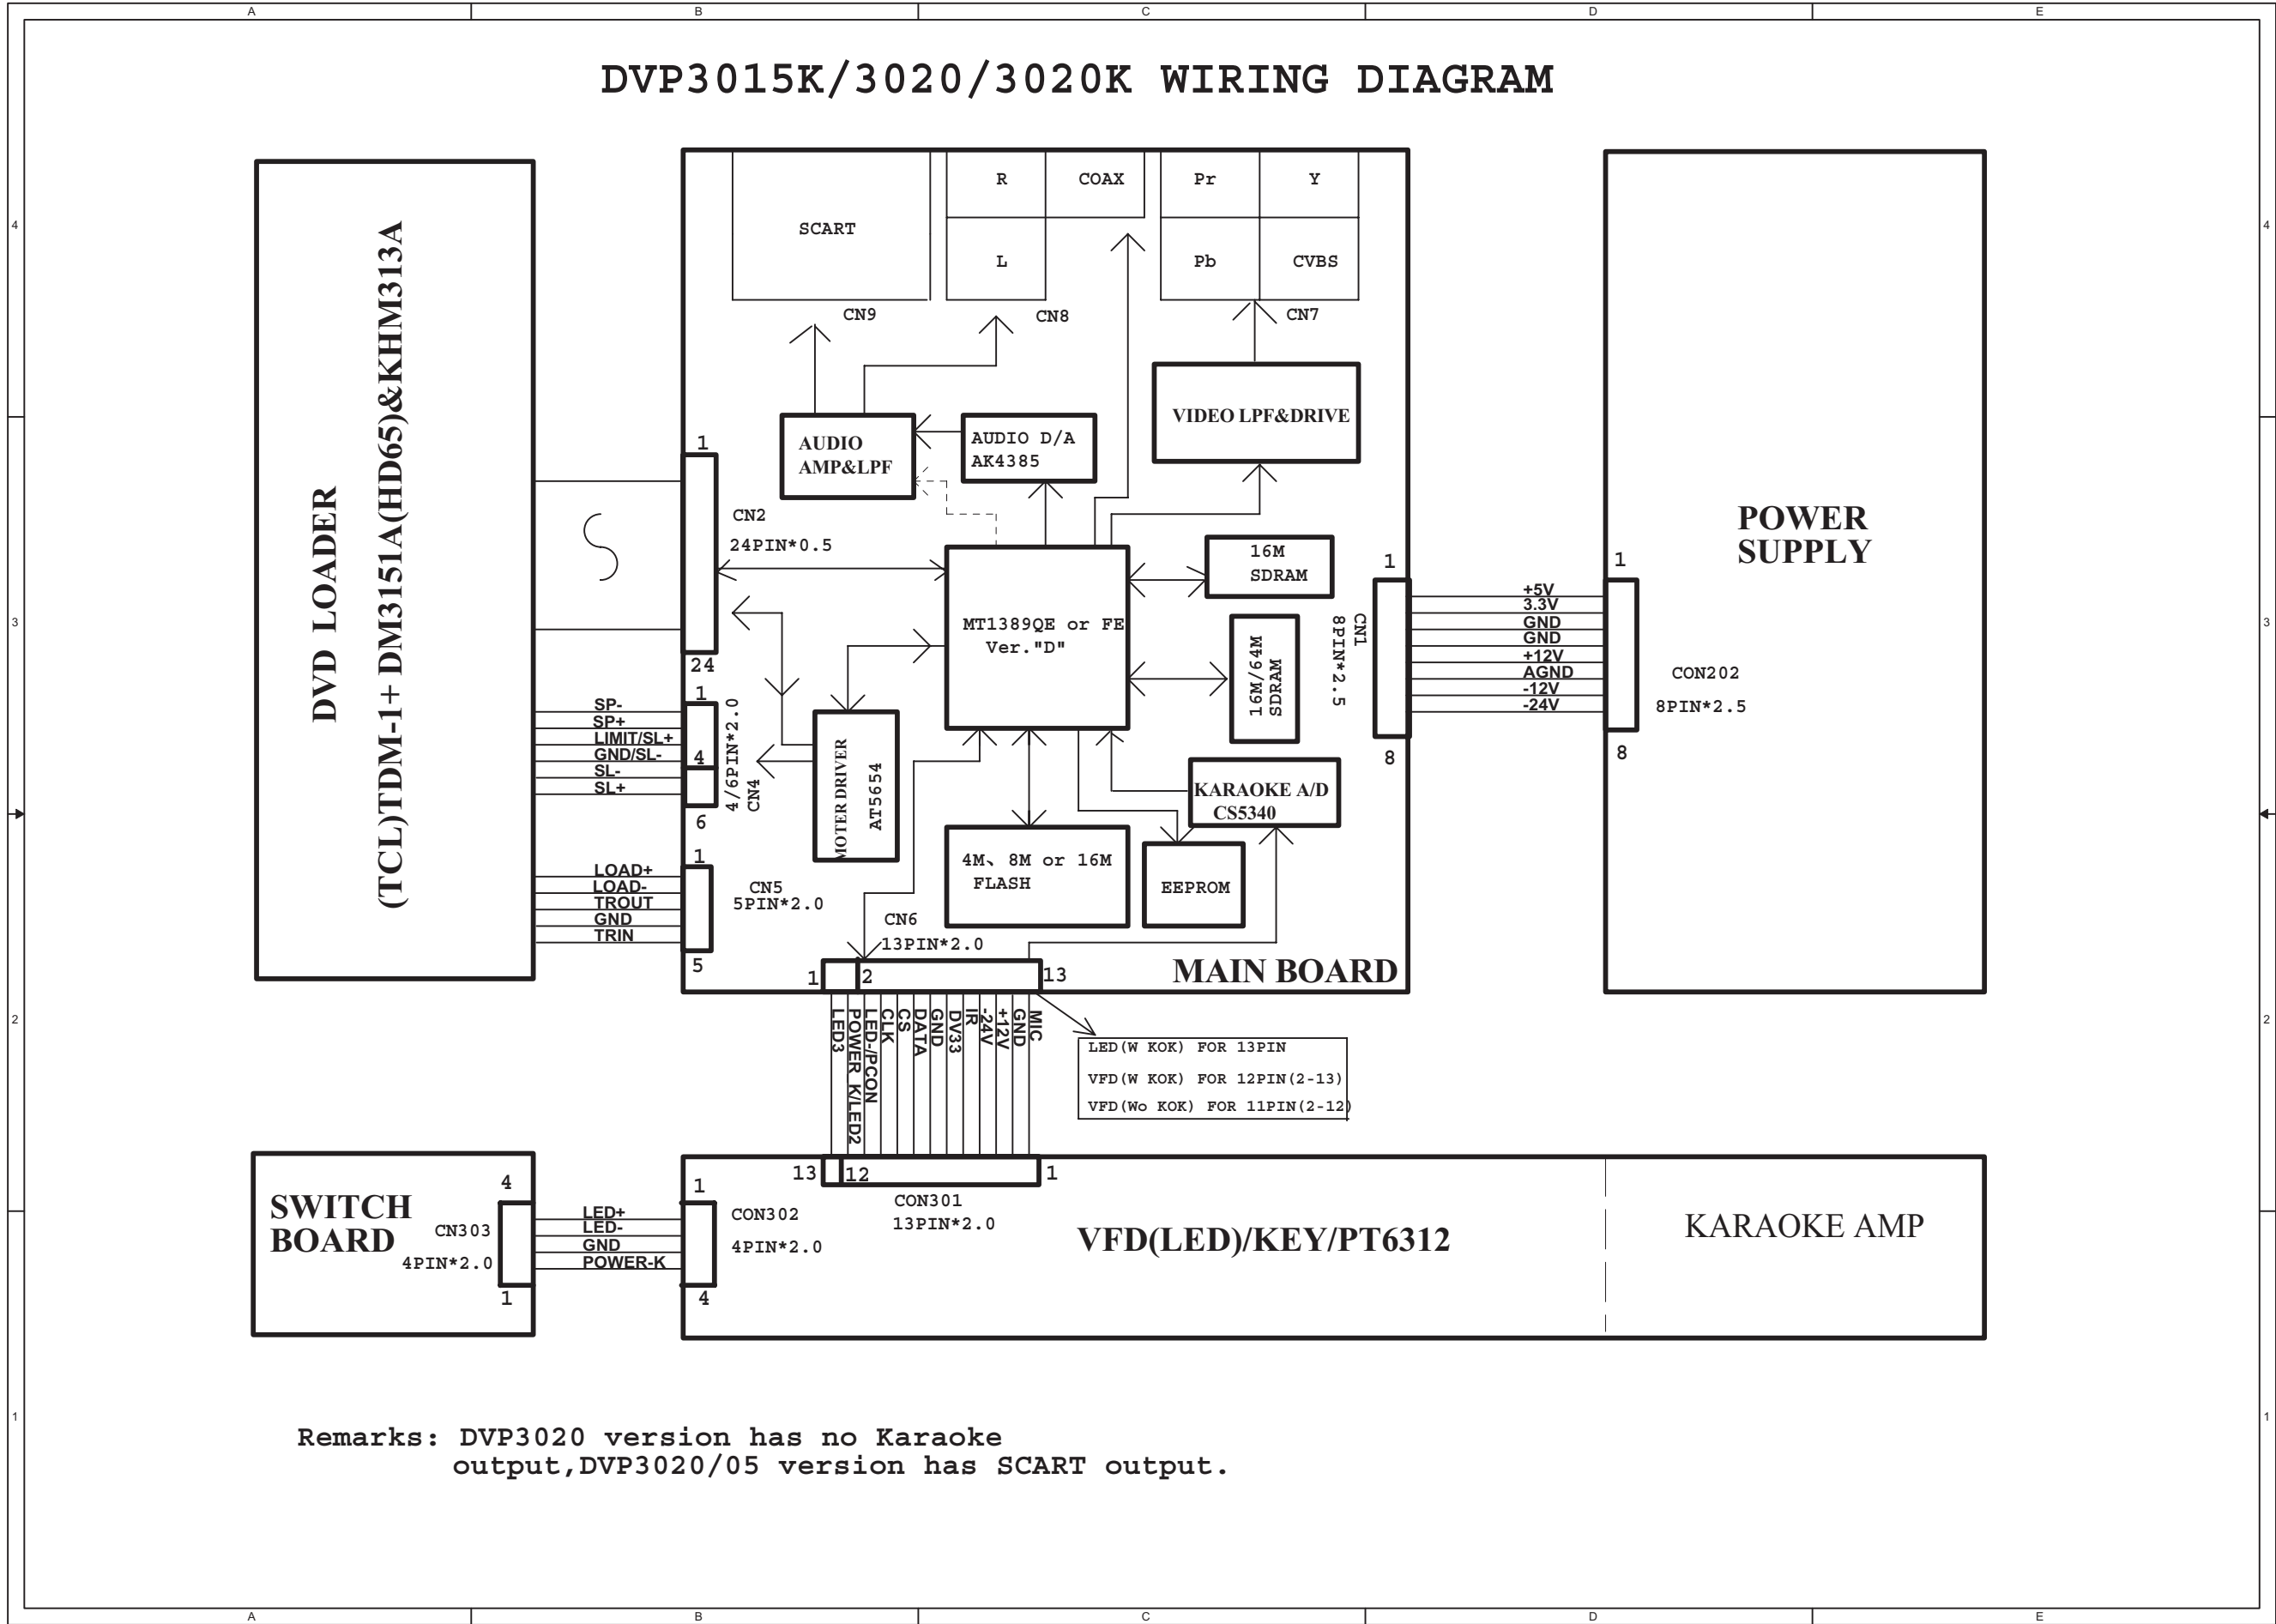 A B C D E
DVP3015K/3020/3020K WIRING DIAGRAM
4
3
2
1
DVD LOADER
(TCL)TDM-1+ DM3151A(HD65)&KHM313A
SCART
CN9
R
COAX
L
CN8
Pr
Y
Pb
CVBS
CN7
AUDIO
AMP&LPF
AUDIO D/A
AK4385
VIDEO LPF&DRIVE
1
CN2
24PIN*0.5
24
MT1389QE or FE
Ver."D"
16M
SDRAM
16M/64M
SDRAM
1
CN1
8PIN*2.5
8
+5V
3.3V
GND
GND
+12V
AGND
-12V
-24V
POWER
SUPPLY
1
CON202
8PIN*2.5
8
SP-
SP+
LIMIT/SL+
GND/SL-
SL-
SL+
1
4
6
4/6PIN*2.0
CN4
MOTER DRIVER
AT5654
KARAOKE A/D
CS5340
4M、8M or 16M
FLASH
EEPROM
LOAD+
LOAD-
TROUT
GND
TRIN
1
5
CN5
5PIN*2.0
CN6
13PIN*2.0
1
2
13
MAIN BOARD
LED3
POWER K/LED2
LED-/PCON
CLK
CS
DATA
GND
DV33
IR
-24V
+12V
GND
MIC
LED(W KOK) FOR 13PIN
VFD(W KOK) FOR 12PIN(2-13)
VFD(Wo KOK) FOR 11PIN(2-12)
SWITCH
BOARD
4
CN303
4PIN*2.0
1
LED+
LED-
GND
POWER-K
1
CON302
4PIN*2.0
4
13
12
1
CON301
13PIN*2.0
VFD(LED)/KEY/PT6312
KARAOKE AMP
Remarks: DVP3020 version has no Karaoke
output,DVP3020/05 version has SCART output.
4
3
2
1
A B C D E